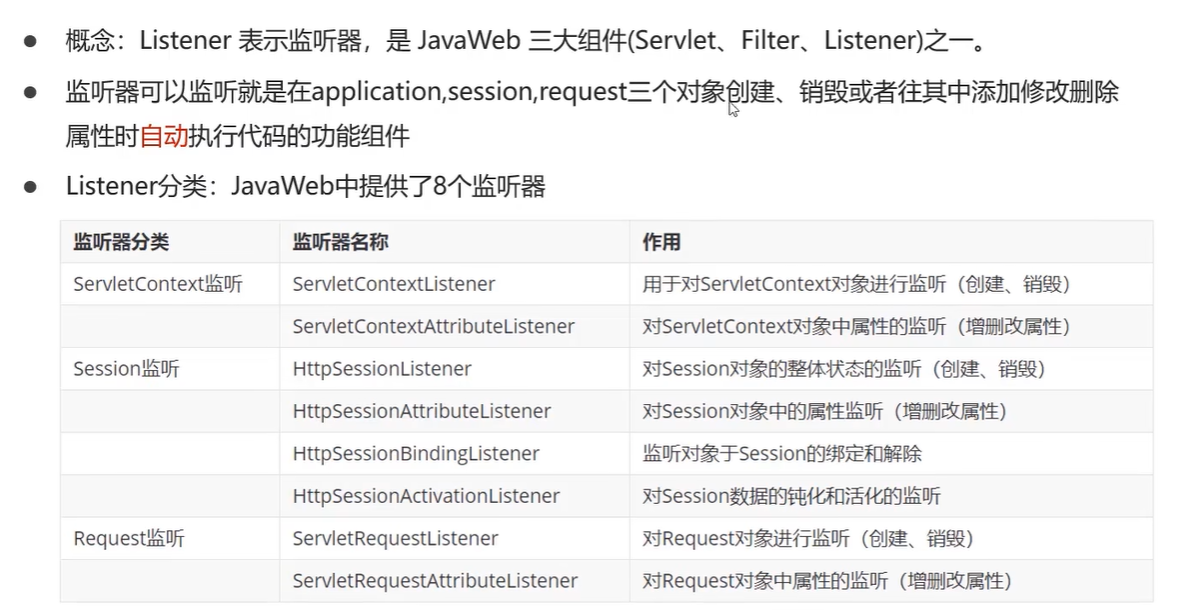 概念：Listener 表示监听器，是 JavaWeb 三大组件(Servlet、Filter、Listener)之一。
监听器可以监听就是在application,session,request三个对象创建、销毁或者往其中添加修改删除
属性时自动执行代码的功能组件
Listener分类：JavaWeb中提供了8个监听器
监听器分类 监听器名称 作用
ServletContext监听 ServletContextListener 用于对ServletContext对象进行监听（创建、销毁）
ServletContextAttributeListener 对ServletContext对象中属性的监听（增删改属性）
Session监听 HttpSessionListener 对Session对象的整体状态的监听（创建、销毁）
HttpSessionAttributeListener 对Session对象中的属性监听（增删改属性）
HttpSessionBindingListener 监听对象于Session的绑定和解除
HttpSessionActivationListener 对Session数据的钝化和活化的监听
Request监听 ServletRequestListener 对Request对象进行监听（创建、销毁）
ServletRequestAttributeListener 对Request对象中属性的监听（增删改属性）